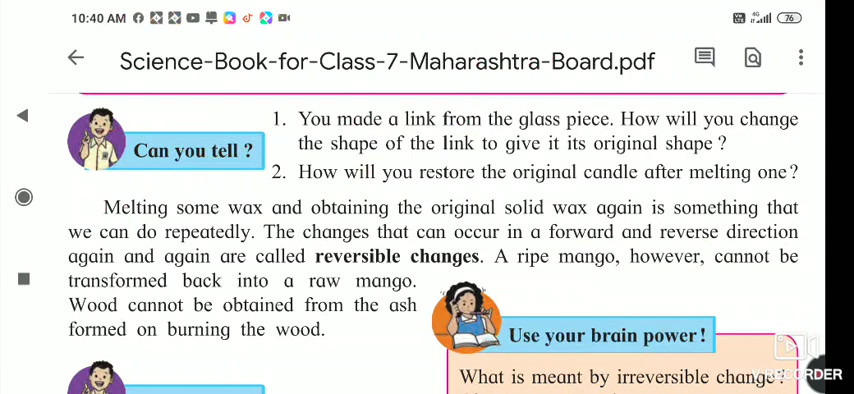 10:40 AM
76
Science-Book-for-Class-7-Maharashtra-Board.pdf
Can you tell ?
1. You made a link from the glass piece. How will you change
the shape of the link to give it its original shape ?
2. How will you restore the original candle after melting one ?
Melting some wax and obtaining the original solid wax again is something that
we can do repeatedly. The changes that can occur in a forward and reverse direction
again and again are called reversible changes. A ripe mango, however, cannot be
transformed back into a raw mango.
Wood cannot be obtained from the ash
formed on burning the wood.
Use your brain power !
What is meant by irreversible change?